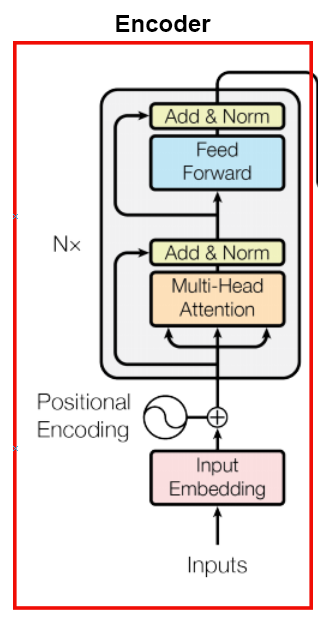 Encoder
Add & Norm
Feed
Forward
N×
Add & Norm
Multi-Head
Attention
Positional
Encoding
Input
Embedding
Inputs